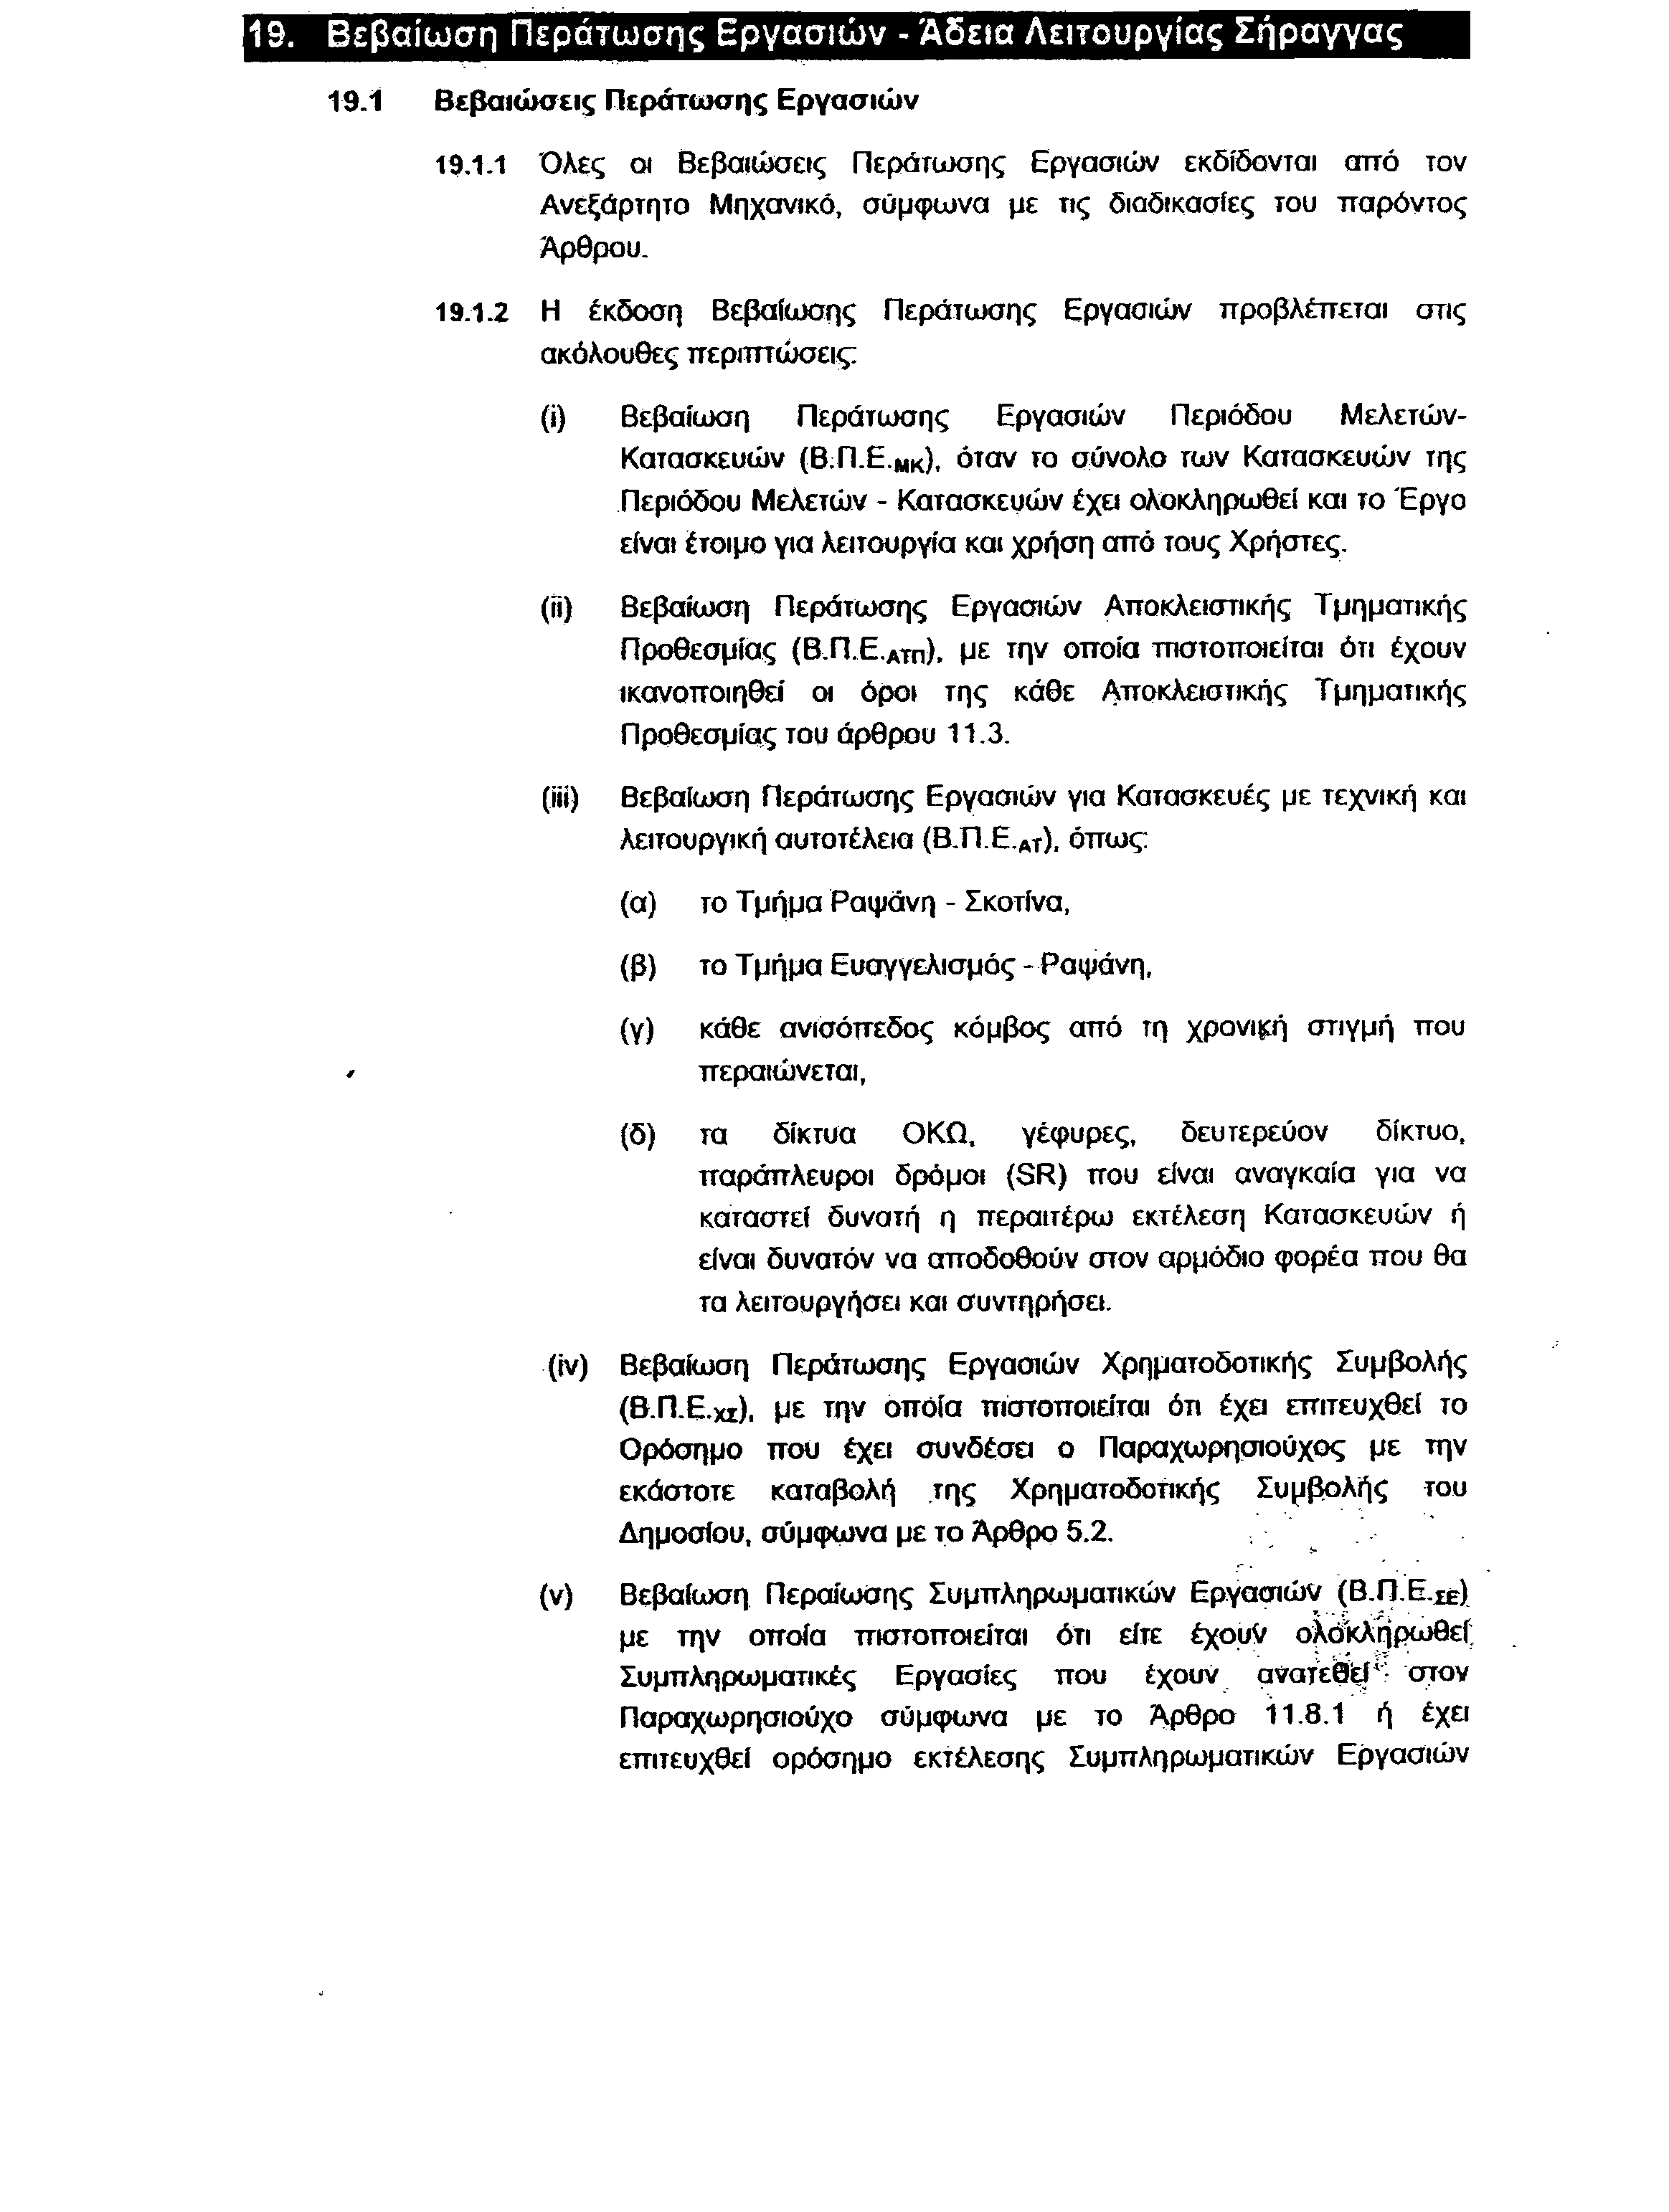 19. Βεβαίωση Περάτωσης Εργασιών - Άδεια Λειτουργίας Σήραγγας
19.1 Βεβαιώσεις Περάτωσης Εργασιών
19.1.1 Όλες οι Βεβαιώσεις Περάτωσης Εργασιών εκδίδονται από τον
Ανεξάρτητο Μηχανικό, σύμφωνα με τις διαδικασίες του παρόντος
Άρθρου.
19.1.2 Η έκδοση Βεβαίωσης Περάτωσης Εργασιών προβλέπεται στις
ακόλουθες περιπτώσεις:
(i) Βεβαίωση Περάτωσης Εργασιών Περιόδου Μελετών-
Κατασκευών (Β.Π.Ε.ΜΚ), όταν το σύνολο των Κατασκευών της
Περιόδου Μελετών - Κατασκευών έχει ολοκληρωθεί και το Έργο
είναι έτοιμο για λειτουργία και χρήση από τους Χρήστες.
(ii) Βεβαίωση Περάτωσης Εργασιών Αποκλειστικής Τμηματικής
Προθεσμίας (Β.Π.Ε.ΑΤΠ), με την οποία πιστοποιείται ότι έχουν
ικανοποιηθεί οι όροι της κάθε Αποκλειστικής Τμηματικής
Προθεσμίας του άρθρου 11.3.
(iii) Βεβαίωση Περάτωσης Εργασιών για Κατασκευές με τεχνική και
λειτουργική αυτοτέλεια (Β.Π.Ε.ΑΤ), όπως:
(α) το Τμήμα Ραψάνη - Σκοτίνα,
(β) το Τμήμα Ευαγγελισμός - Ραψάνη,
(γ) κάθε ανισόπεδος κόμβος από τη χρονική στιγμή που
περαιώνεται,
(δ) τα δίκτυα ΟΚΩ, γέφυρες, δευτερεύον δίκτυο,
παράπλευροι δρόμοι (SR) που είναι αναγκαία για να
καταστεί δυνατή η περαιτέρω εκτέλεση Κατασκευών ή
είναι δυνατόν να αποδοθούν στον αρμόδιο φορέα που θα
τα λειτουργήσει και συντηρήσει.
(iv) Βεβαίωση Περάτωσης Εργασιών Χρηματοδοτικής Συμβολής
(Β.Π.Ε.ΧΣ), με την οποία πιστοποιείται ότι έχει επιτευχθεί το
Ορόσημο που έχει συνδέσει ο Παραχωρησιούχος με την
εκάστοτε καταβολή της Χρηματοδοτικής Συμβολής του
Δημοσίου, σύμφωνα με το Άρθρο 5.2.
(v) Βεβαίωση Περαίωσης Συμπληρωματικών Εργασιών (Β.Π.Ε.ΣΕ)
με την οποία πιστοποιείται ότι είτε έχουν ολοκληρωθεί
Συμπληρωματικές Εργασίες που έχουν ανατεθεί στον
Παραχωρησιούχο σύμφωνα με το Άρθρο 11.8.1 ή έχει
επιτευχθεί ορόσημο εκτέλεσης Συμπληρωματικών Εργασιών